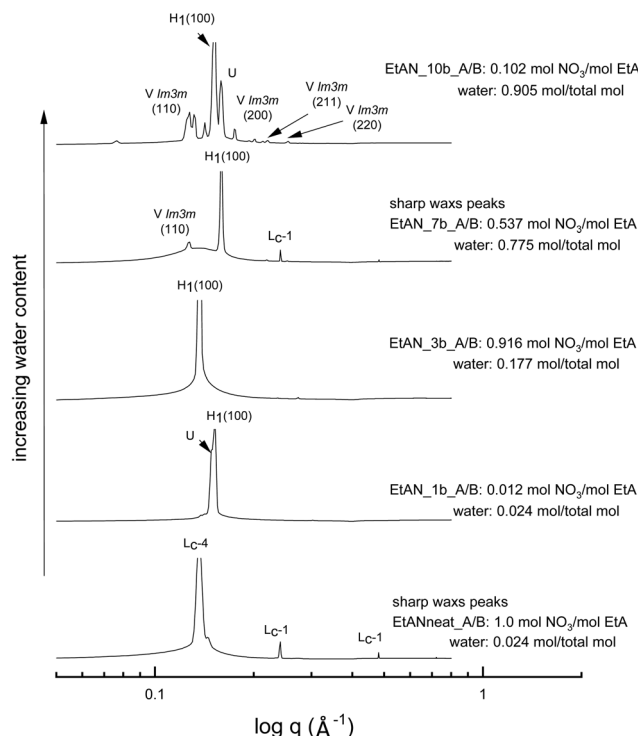 H1(100)
U
V Im3m
(110)
V Im3m
(200)
V Im3m
(211)
V Im3m
(220)
EtAN_10b_A/B: 0.102 mol NO3/mol EtA
water: 0.905 mol/total mol
H1(100)
V Im3m
(110)
Lc-1
sharp waxs peaks
EtAN_7b_A/B: 0.537 mol NO3/mol EtA
water: 0.775 mol/total mol
H1(100)
EtAN_3b_A/B: 0.916 mol NO3/mol EtA
water: 0.177 mol/total mol
H1(100)
U
EtAN_1b_A/B: 0.012 mol NO3/mol EtA
water: 0.024 mol/total mol
Lc-4
Lc-1
Lc-1
sharp waxs peaks
EtANneat_A/B: 1.0 mol NO3/mol EtA
water: 0.024 mol/total mol
increasing water content
0.1
1
log q (Å-1)